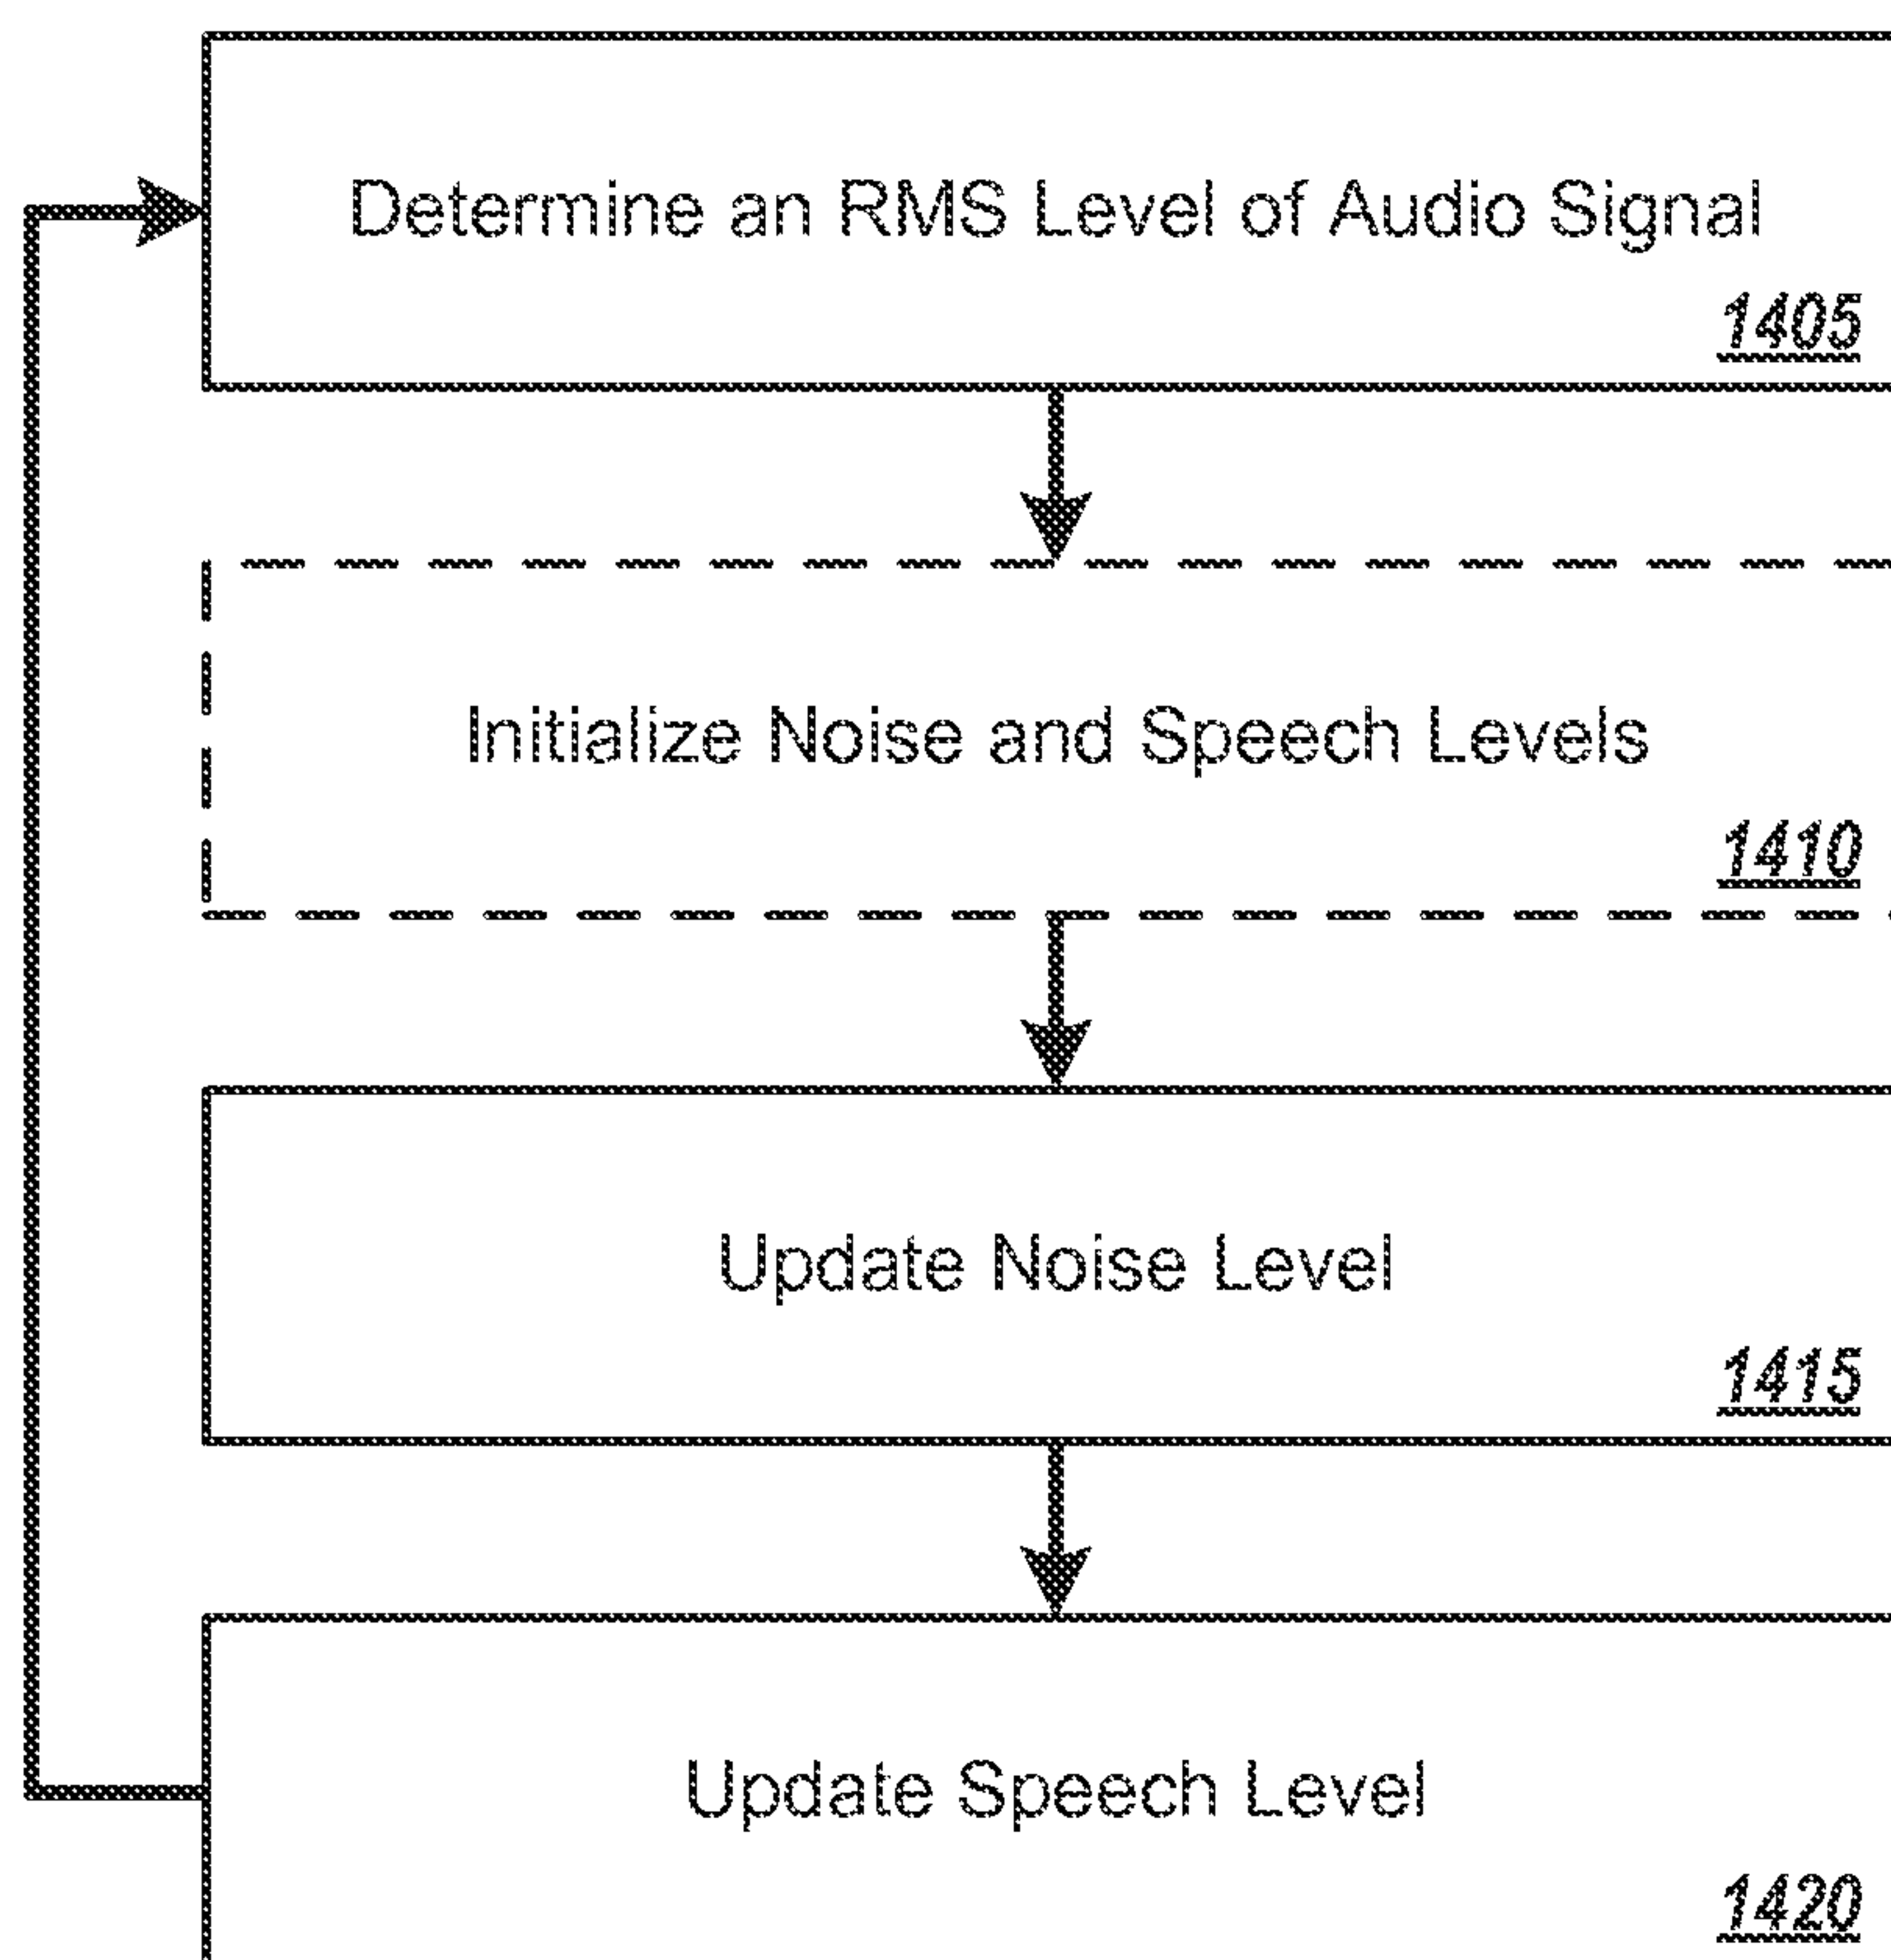 Determine an RMS Level of Audio Signal
1405
Initialize Noise and Speech Levels
1410
Update Noise Level
1415
Update Speech Level
1420